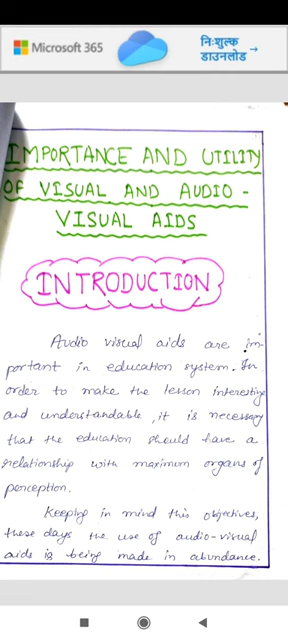 Microsoft 365
निःशुल्क
डाउनलोड →
IMPORTANCE AND UTILITY
OF VISUAL AND AUDIO -
VISUAL AIDS
INTRODUCTION
Audio visual aids are im-
portant in education system. In
order to make the lesson interesting
and understandable, it is necessary
that the education should have a
relationship with maximum organs of
perception.
Keeping in mind this objectives,
these days the use of audio-visual
aids is being made in abundance.